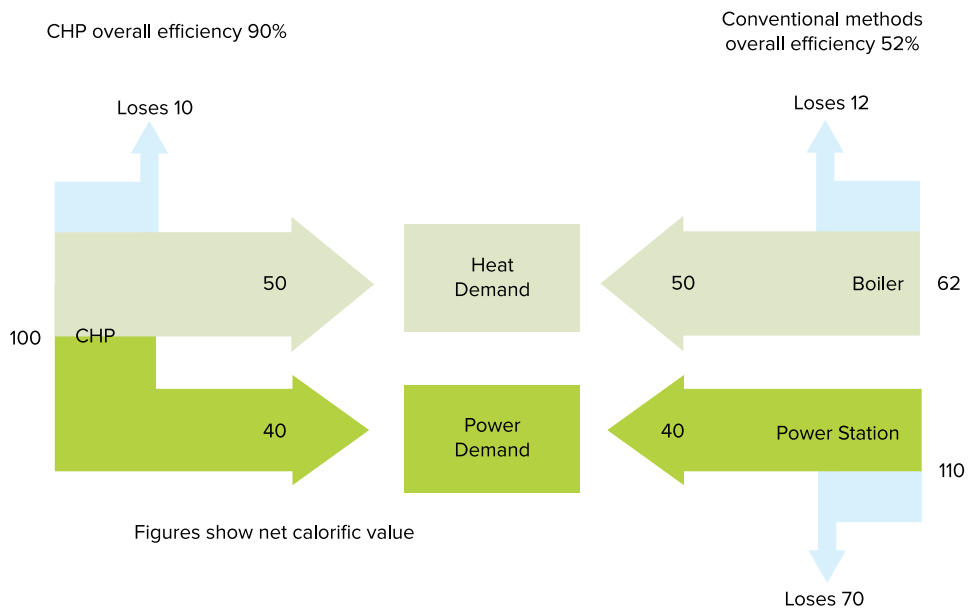 CHP overall efficiency 90%
Conventional methods
overall efficiency 52%
Loses 10
Loses 12
50
Heat
Demand
50
Boiler
62
100
CHP
40
Power
Demand
40
Power Station
110
Figures show net calorific value
Loses 70